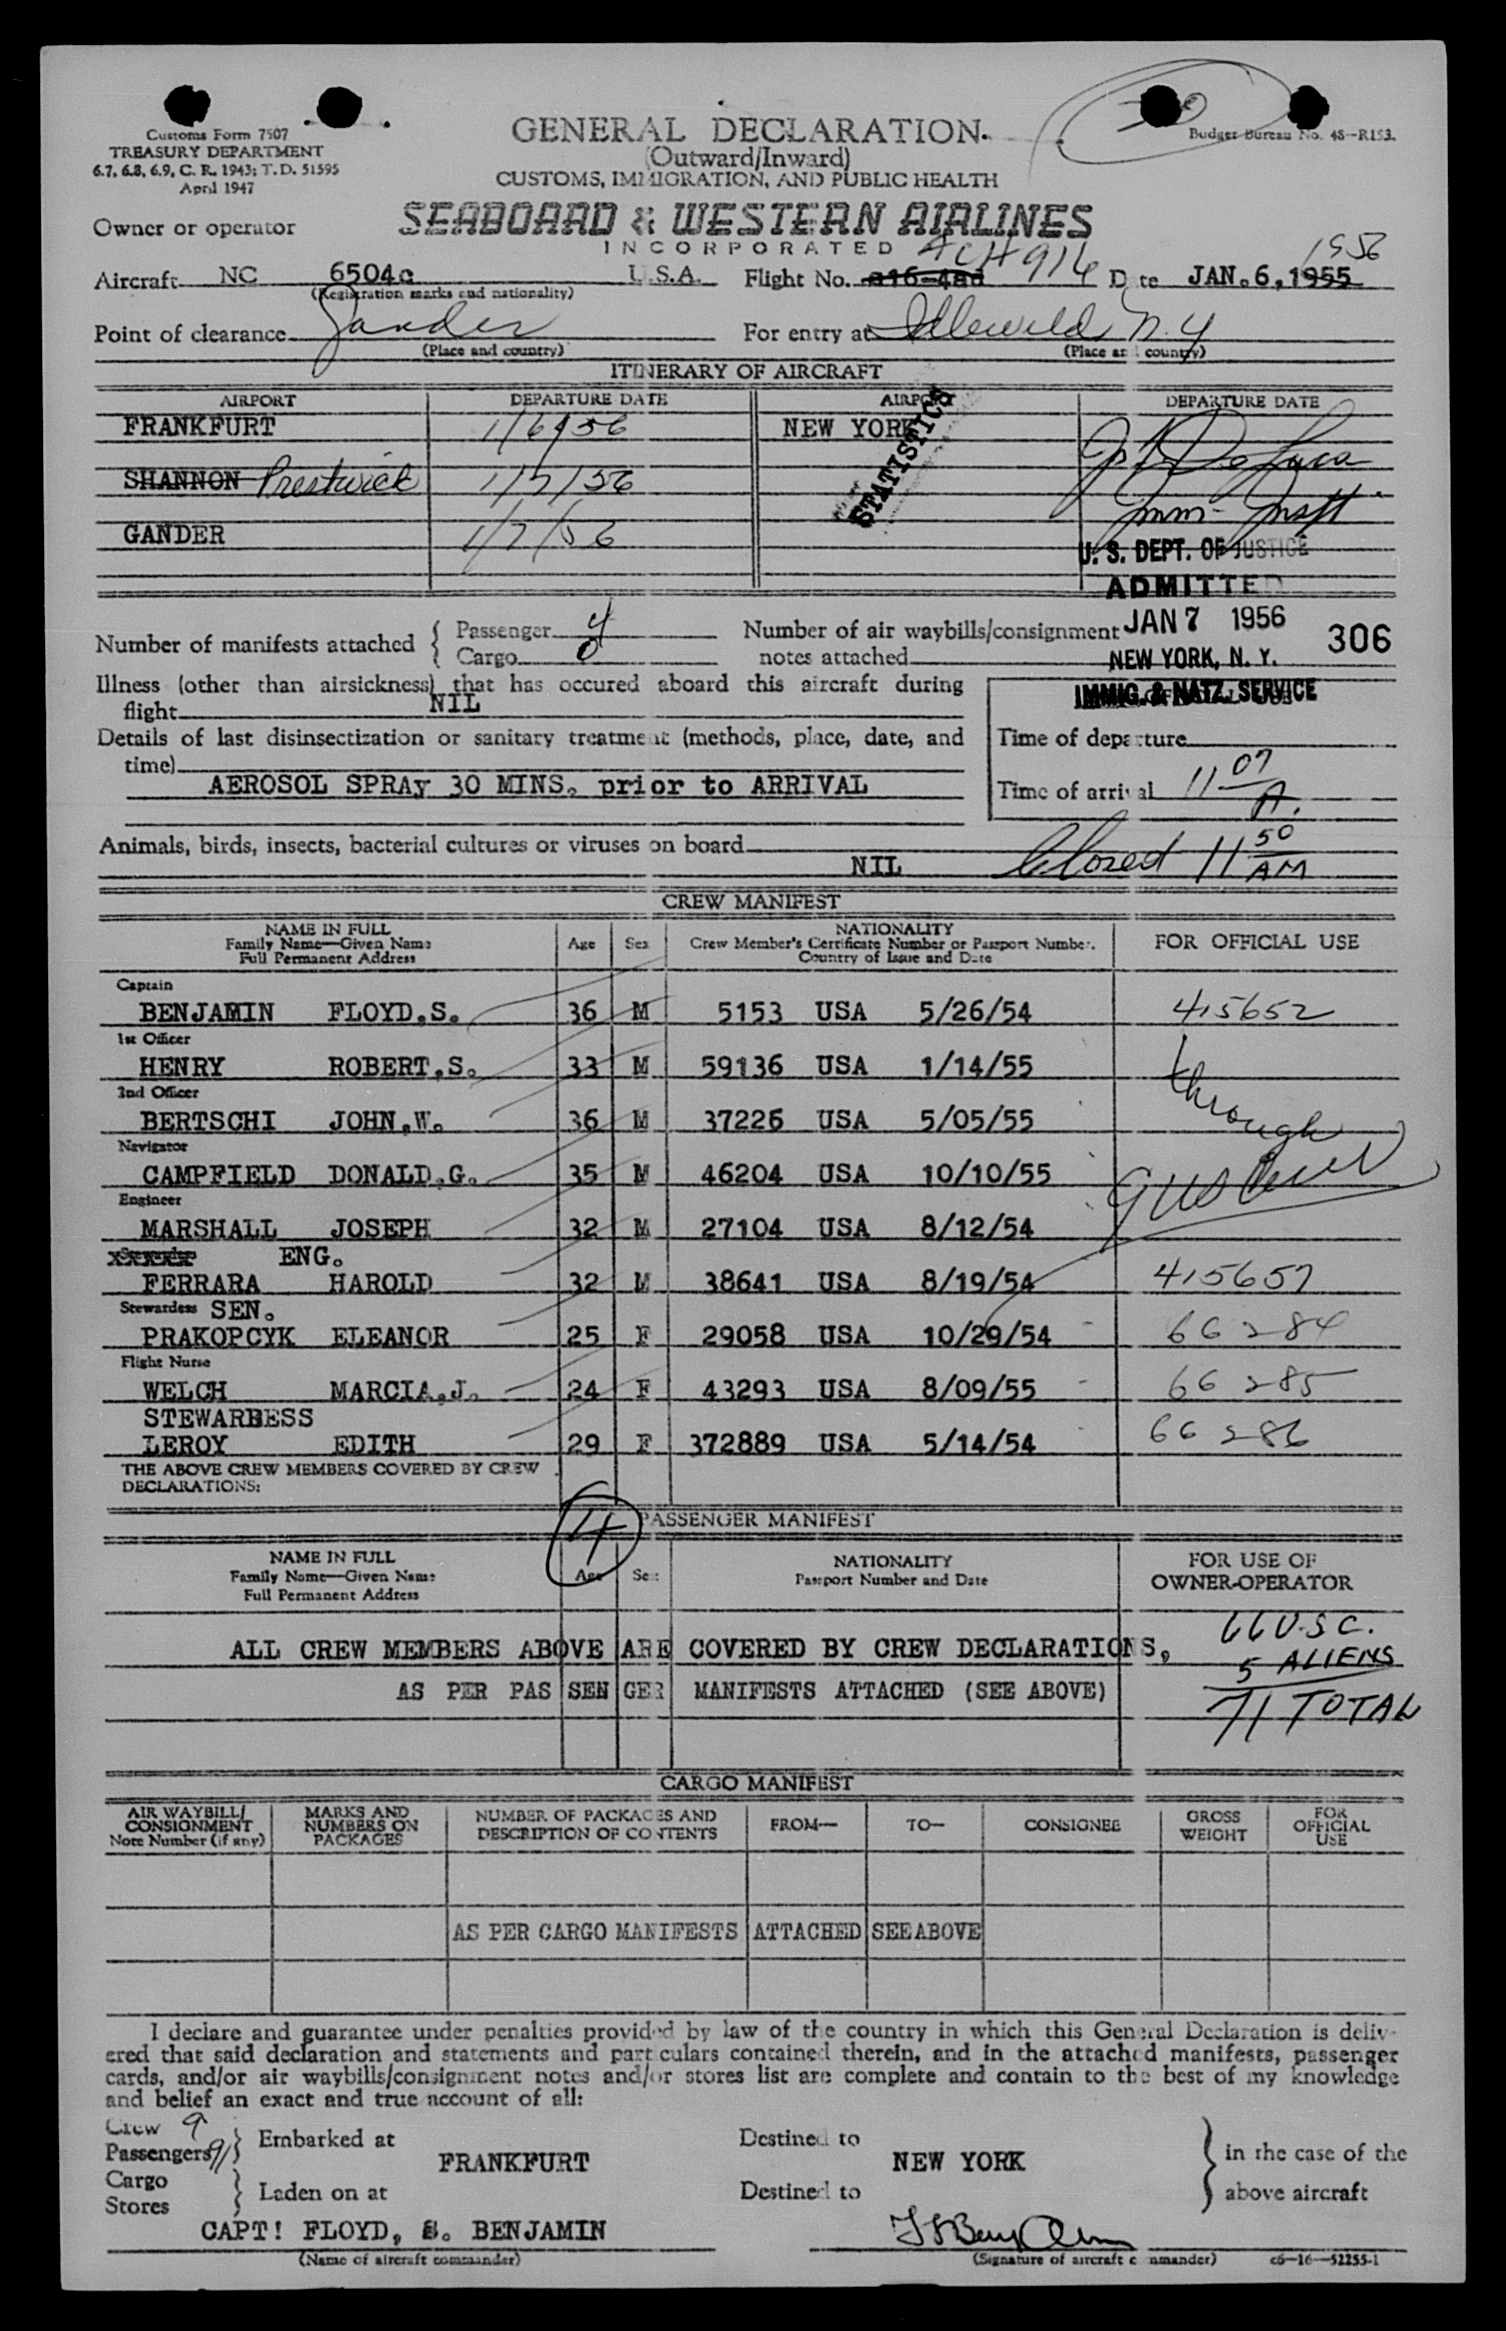 Customs Form 7507
TREASURY DEPARTMENT
6.7, 6.8, 6.9, C. R. 1943; T. D. 51595
April 1947
GENERAL DECLARATION
(Outward/Inward)
CUSTOMS, IMMIGRATION, AND PUBLIC HEALTH
Budget Bureau No. 48—R153.
Owner or operator SEABOARD & WESTERN AIRLINES
INCORPORATED
Aircraft NC 6504C U.S.A. Flight No. a16-4ad ACH916 Date JAN. 6, 1955 1956
(Registration marks and nationality)
Point of clearance Gander For entry at Idlewild N.Y
(Place and country) (Place and country)
ITINERARY OF AIRCRAFT
AIRPORT DEPARTURE DATE AIRPORT DEPARTURE DATE
FRANKFURT 1/6/56 NEW YORK
STATISTICS
SHANNON Prestwick 1/7/56
GANDER 1/7/56
U. S. DEPT. OF JUSTICE
ADMITTED
JAN 7 1956
NEW YORK, N. Y.
IMMIG. & NATZ. SERVICE
306
Number of manifests attached { Passenger 4
Cargo 0
Number of air waybills/consignment
notes attached
Illness (other than airsickness) that has occured aboard this aircraft during
flight NIL
Details of last disinsectization or sanitary treatment (methods, place, date, and
time)
AEROSOL SPRAy 30 MINS. prior to ARRIVAL
Time of departure
Time of arrival 11 07 A.
Animals, birds, insects, bacterial cultures or viruses on board
NIL
Closed 11 50 AM
CREW MANIFEST
NAME IN FULL
Family Name—Given Name
Full Permanent Address
Age Sex
NATIONALITY
Crew Member's Certificate Number or Passport Number.
Country of Issue and Date
FOR OFFICIAL USE
Captain
BENJAMIN FLOYD.S. 36 M 5153 USA 5/26/54 415652
1st Officer
HENRY ROBERT.S. 33 M 59136 USA 1/14/55 through
2nd Officer
BERTSCHI JOHN.W. 36 M 37226 USA 5/05/55
Navigator
CAMPFIELD DONALD.G. 35 M 46204 USA 10/10/55
Engineer
MARSHALL JOSEPH 32 M 27104 USA 8/12/54
ENG.
FERRARA HAROLD 32 M 38641 USA 8/19/54 415657
Stewardess SEN.
PRAKOPCYK ELEANOR 25 F 29058 USA 10/29/54 66284
Flight Nurse
WELCH MARCIA.J. 24 F 43293 USA 8/09/55 66285
STEWARBESS
LEROY EDITH 29 F 372889 USA 5/14/54 66286
THE ABOVE CREW MEMBERS COVERED BY CREW
DECLARATIONS:
4
PASSENGER MANIFEST
NAME IN FULL
Family Name—Given Name
Full Permanent Address
Age Sex
NATIONALITY
Passport Number and Date
FOR USE OF
OWNER-OPERATOR
ALL CREW MEMBERS ABOVE ARE COVERED BY CREW DECLARATIONS,
AS PER PASSENGER MANIFESTS ATTACHED (SEE ABOVE)
66 U.S.C.
5 ALIENS
71 TOTAL
CARGO MANIFEST
AIR WAYBILL/
CONSIGNMENT
Note Number (if any)
MARKS AND
NUMBERS ON
PACKAGES
NUMBER OF PACKAGES AND
DESCRIPTION OF CONTENTS
FROM— TO— CONSIGNEE
GROSS
WEIGHT
FOR
OFFICIAL
USE
AS PER CARGO MANIFESTS ATTACHED SEE ABOVE
I declare and guarantee under penalties provided by law of the country in which this General Declaration is deliv-
ered that said declaration and statements and particulars contained therein, and in the attached manifests, passenger
cards, and/or air waybills/consignment notes and/or stores list are complete and contain to the best of my knowledge
and belief an exact and true account of all:
Crew 9
Passengers 91 } Embarked at FRANKFURT Destined to NEW YORK } in the case of the
Cargo
Stores } Laden on at Destined to above aircraft
CAPT! FLOYD, S. BENJAMIN
(Name of aircraft commander) (Signature of aircraft commander) c6—16—52255-1